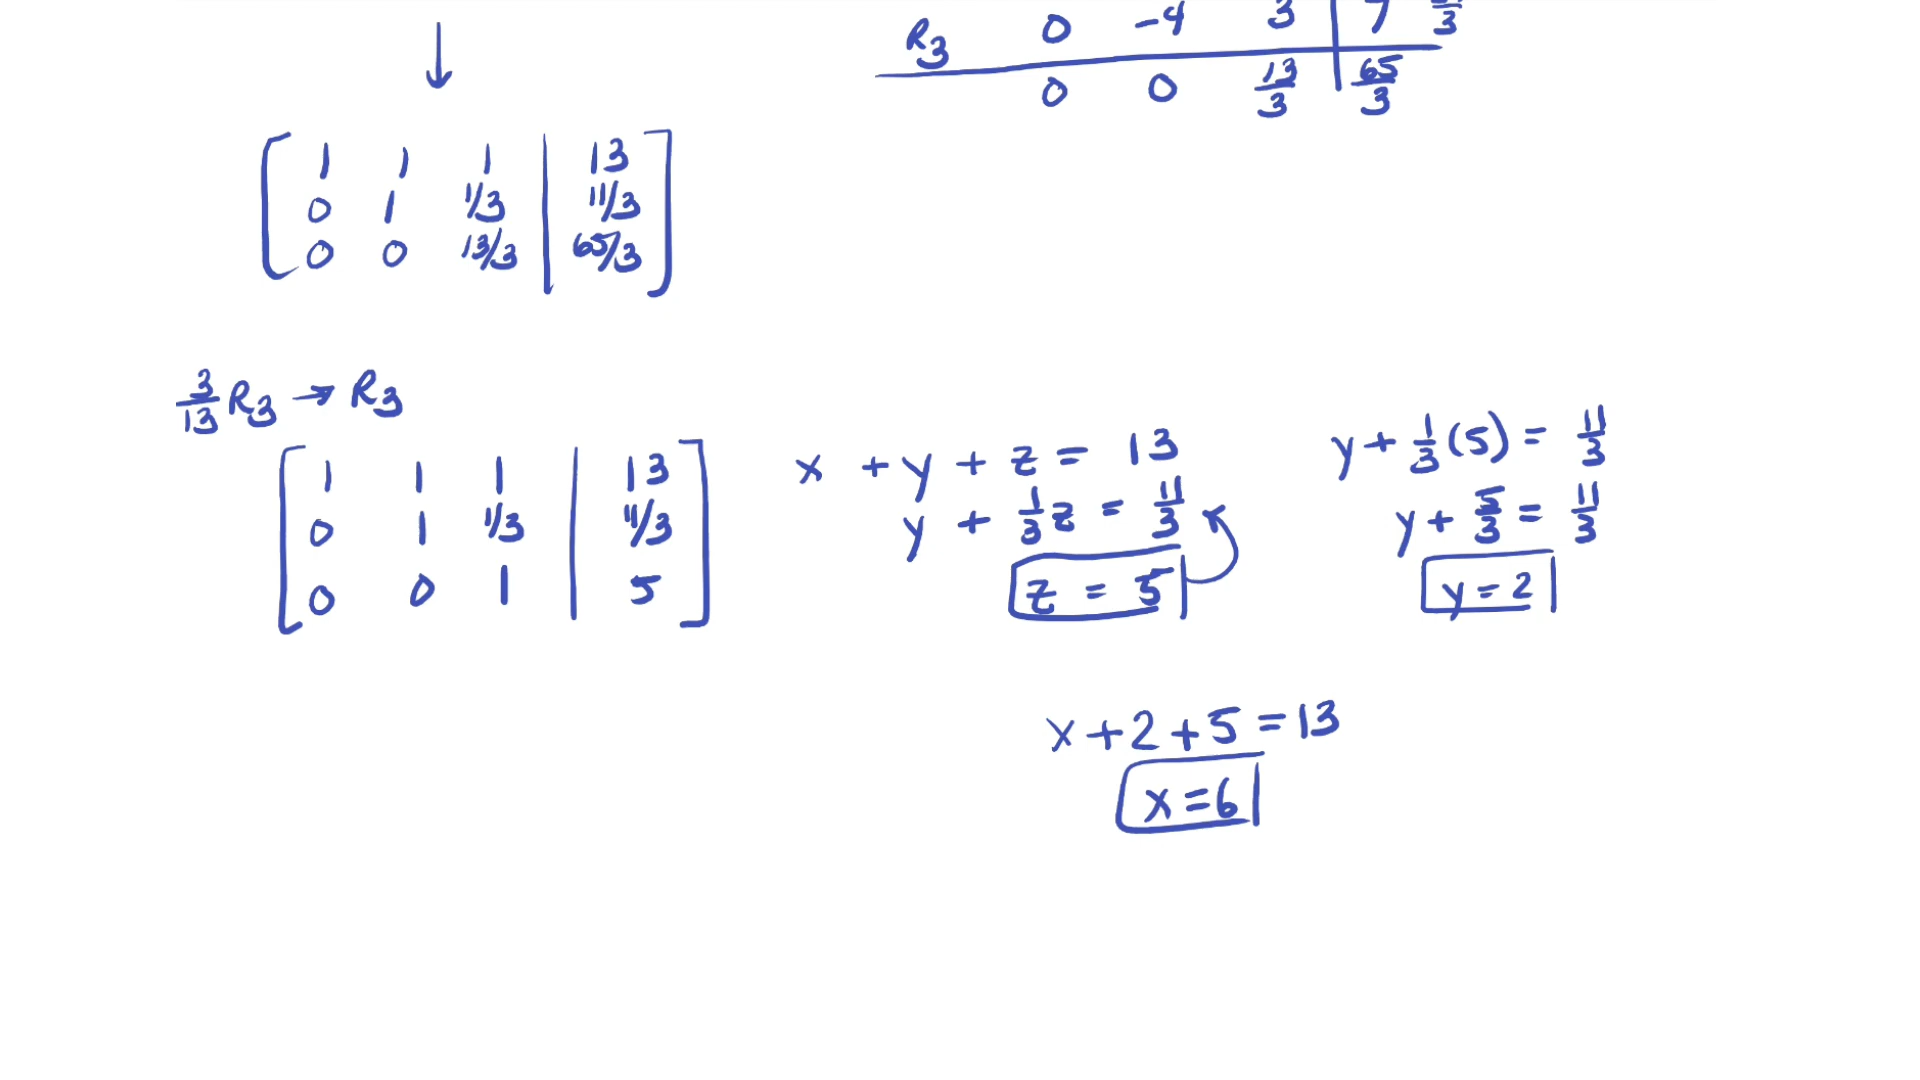 R₃ 0 -4 3 | 7
0 0 13/3 | 65/3
1 1 1 | 13
0 1 1/3 | 11/3
0 0 13/3 | 65/3
3/13 R₃ → R₃
1 1 1 | 13
0 1 1/3 | 11/3
0 0 1 | 5
x + y + z = 13
y + 1/3 z = 11/3
z = 5
y + 1/3 (5) = 11/3
y + 5/3 = 11/3
y = 2
x + 2 + 5 = 13
x = 6